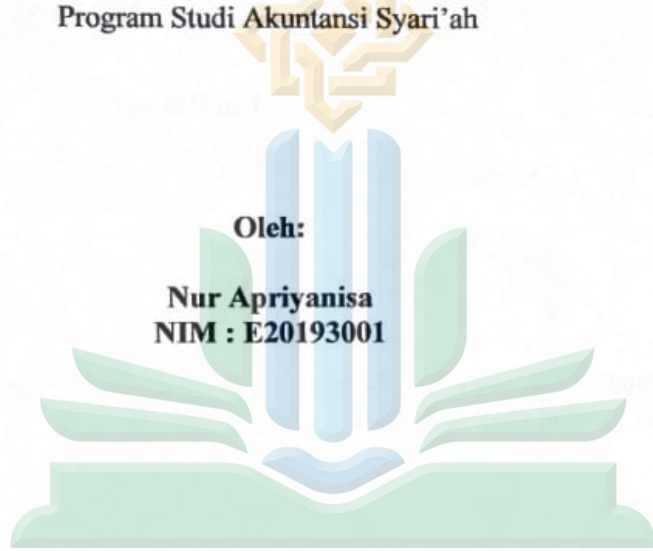 Program Studi Akuntansi Syari'ah
Oleh:
Nur Apriyanisa
NIM : E20193001